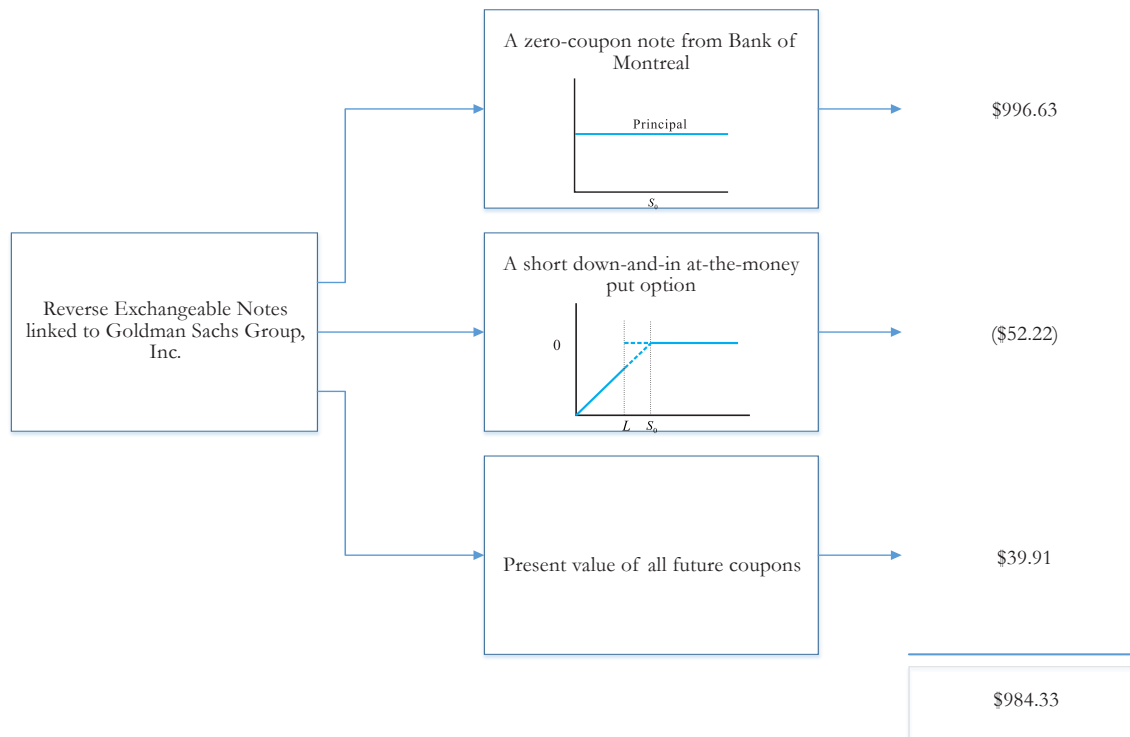 A zero-coupon note from Bank of
Montreal
Principal
S₀
$996.63
Reverse Exchangeable Notes
linked to Goldman Sachs Group,
Inc.
A short down-and-in at-the-money
put option
0
L S₀
($52.22)
Present value of all future coupons
$39.91
$984.33